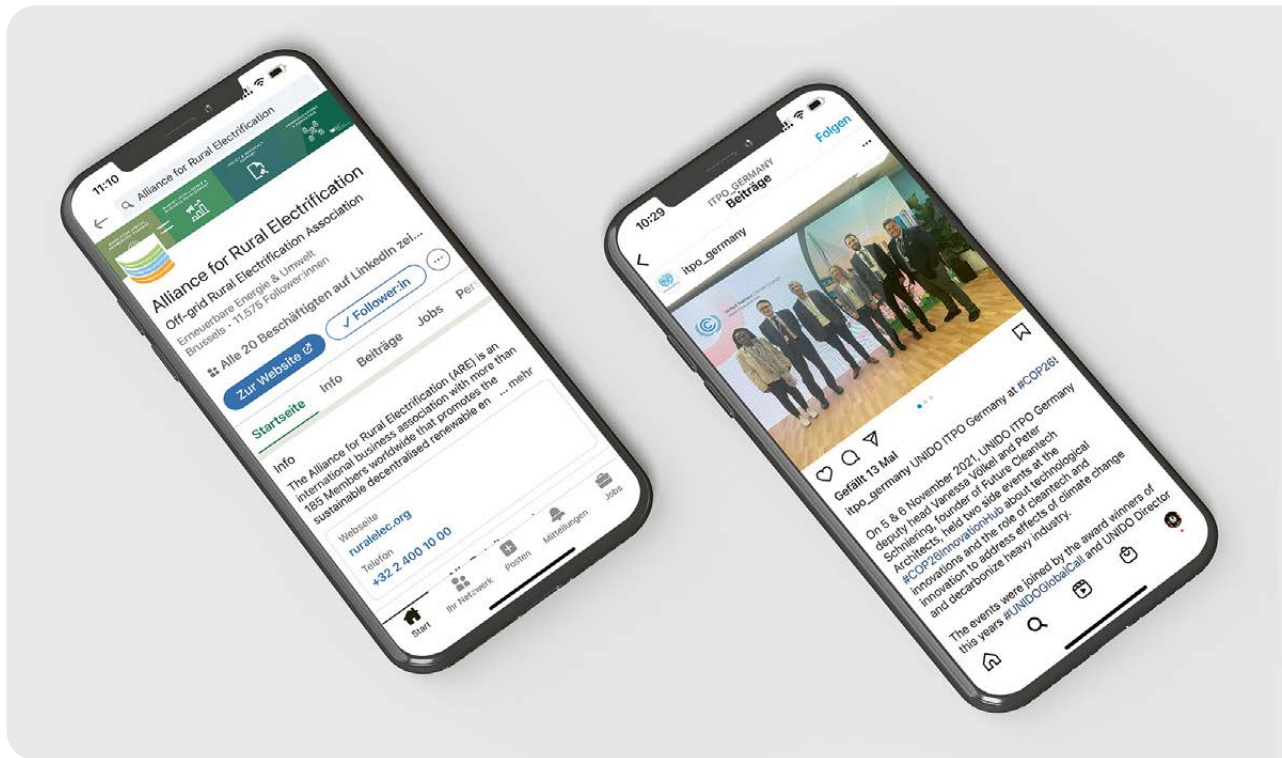 11:10
Alliance for Rural Electrification
Alliance for Rural Electrification
Off-grid Rural Electrification Association
Erneuerbare Energie & Umwelt
Brussels • 11.575 Follower:innen
Alle 20 Beschäftigten auf LinkedIn zei...
Zur Website
✓ Follower:in
Startseite
Info
Beiträge
Jobs
Pers
Info
The Alliance for Rural Electrification (ARE) is an
international business association with more than
185 Members worldwide that promotes the
sustainable decentralised renewable en ... mehr
Webseite
ruralelec.org
Telefon
+32 2 400 10 00
Start
Ihr Netzwerk
Posten
Mitteilungen
Jobs
10:29
ITPO_GERMANY
Beiträge
Folgen
itpo_germany
Gefällt 13 Mal
itpo_germany UNIDO ITPO Germany at #COP26!
On 5 & 6 November 2021, UNIDO ITPO Germany
deputy head Vanessa Völkel and Peter
Schniering, founder of Future Cleantech
Architects, held two side events at the
#COP26InnovationHub about technological
innovations and the role of cleantech and
innovation to address effects of climate change
and decarbonize heavy industry.
The events were joined by the award winners of
this years #UNIDOGlobalCall and UNIDO Director